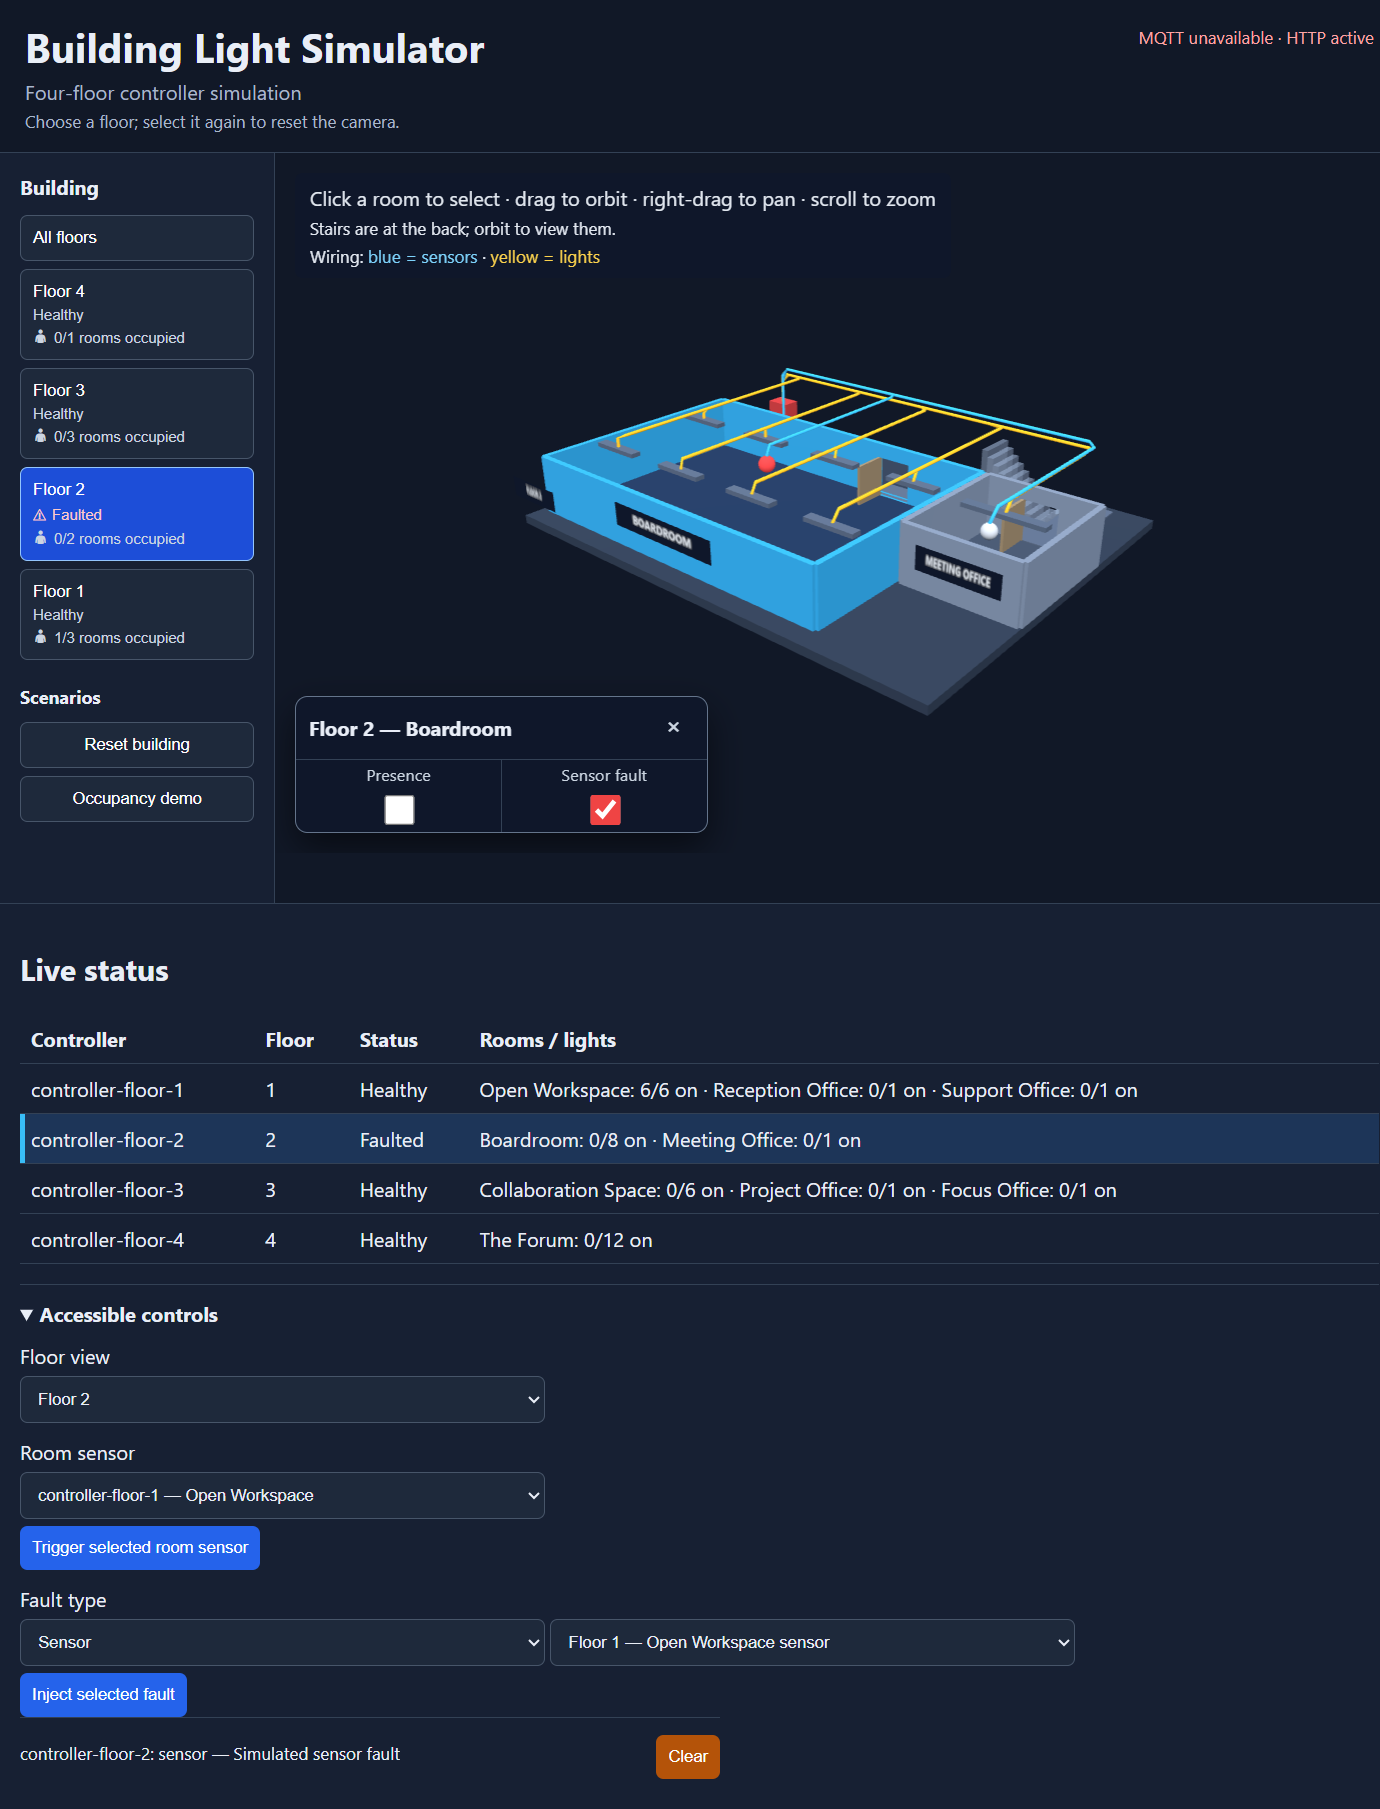 Building Light Simulator
MQTT unavailable · HTTP active
Four-floor controller simulation
Choose a floor; select it again to reset the camera.
Building
All floors
Floor 4
Healthy
0/1 rooms occupied
Floor 3
Healthy
0/3 rooms occupied
Floor 2
⚠ Faulted
0/2 rooms occupied
Floor 1
Healthy
1/3 rooms occupied
Scenarios
Reset building
Occupancy demo
Click a room to select · drag to orbit · right-drag to pan · scroll to zoom
Stairs are at the back; orbit to view them.
Wiring: blue = sensors · yellow = lights
BOARDROOM
MEETING OFFICE
Floor 2 — Boardroom
×
Presence
Sensor fault
Live status
Controller Floor Status Rooms / lights
controller-floor-1 1 Healthy Open Workspace: 6/6 on · Reception Office: 0/1 on · Support Office: 0/1 on
controller-floor-2 2 Faulted Boardroom: 0/8 on · Meeting Office: 0/1 on
controller-floor-3 3 Healthy Collaboration Space: 0/6 on · Project Office: 0/1 on · Focus Office: 0/1 on
controller-floor-4 4 Healthy The Forum: 0/12 on
▼ Accessible controls
Floor view
Floor 2
Room sensor
controller-floor-1 — Open Workspace
Trigger selected room sensor
Fault type
Sensor
Floor 1 — Open Workspace sensor
Inject selected fault
controller-floor-2: sensor — Simulated sensor fault
Clear